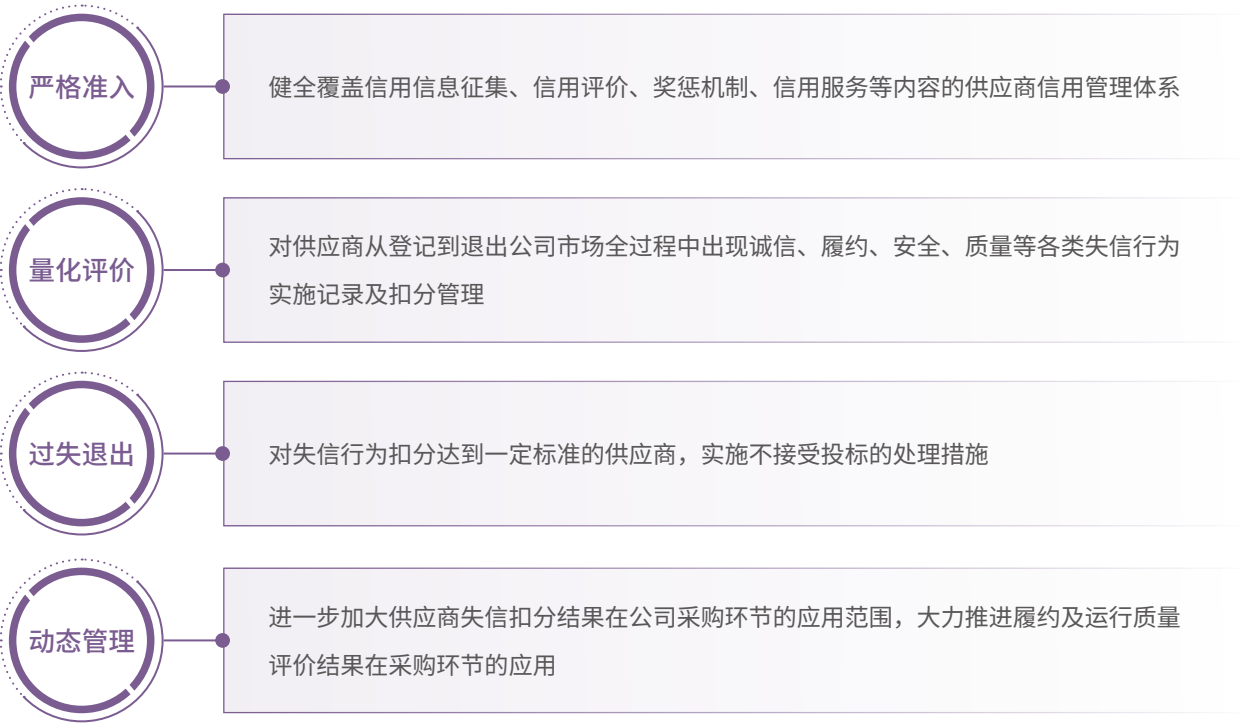 严格准入
健全覆盖信用信息征集、信用评价、奖惩机制、信用服务等内容的供应商信用管理体系
量化评价
对供应商从登记到退出公司市场全过程中出现诚信、履约、安全、质量等各类失信行为
实施记录及扣分管理
过失退出
对失信行为扣分达到一定标准的供应商，实施不接受投标的处理措施
动态管理
进一步加大供应商失信扣分结果在公司采购环节的应用范围，大力推进履约及运行质量
评价结果在采购环节的应用